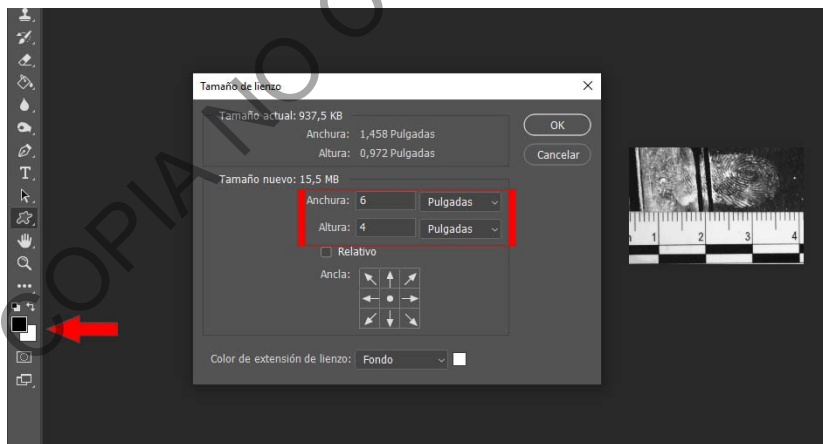 Tamaño de lienzo
Tamaño actual: 937,5 KB
Anchura: 1,458 Pulgadas
Altura: 0,972 Pulgadas
OK
Cancelar
Tamaño nuevo: 15,5 MB
Anchura: 6 Pulgadas
Altura: 4 Pulgadas
Relativo
Ancla:
Color de extensión de lienzo: Fondo
1 2 3 4
T
COPIA NO